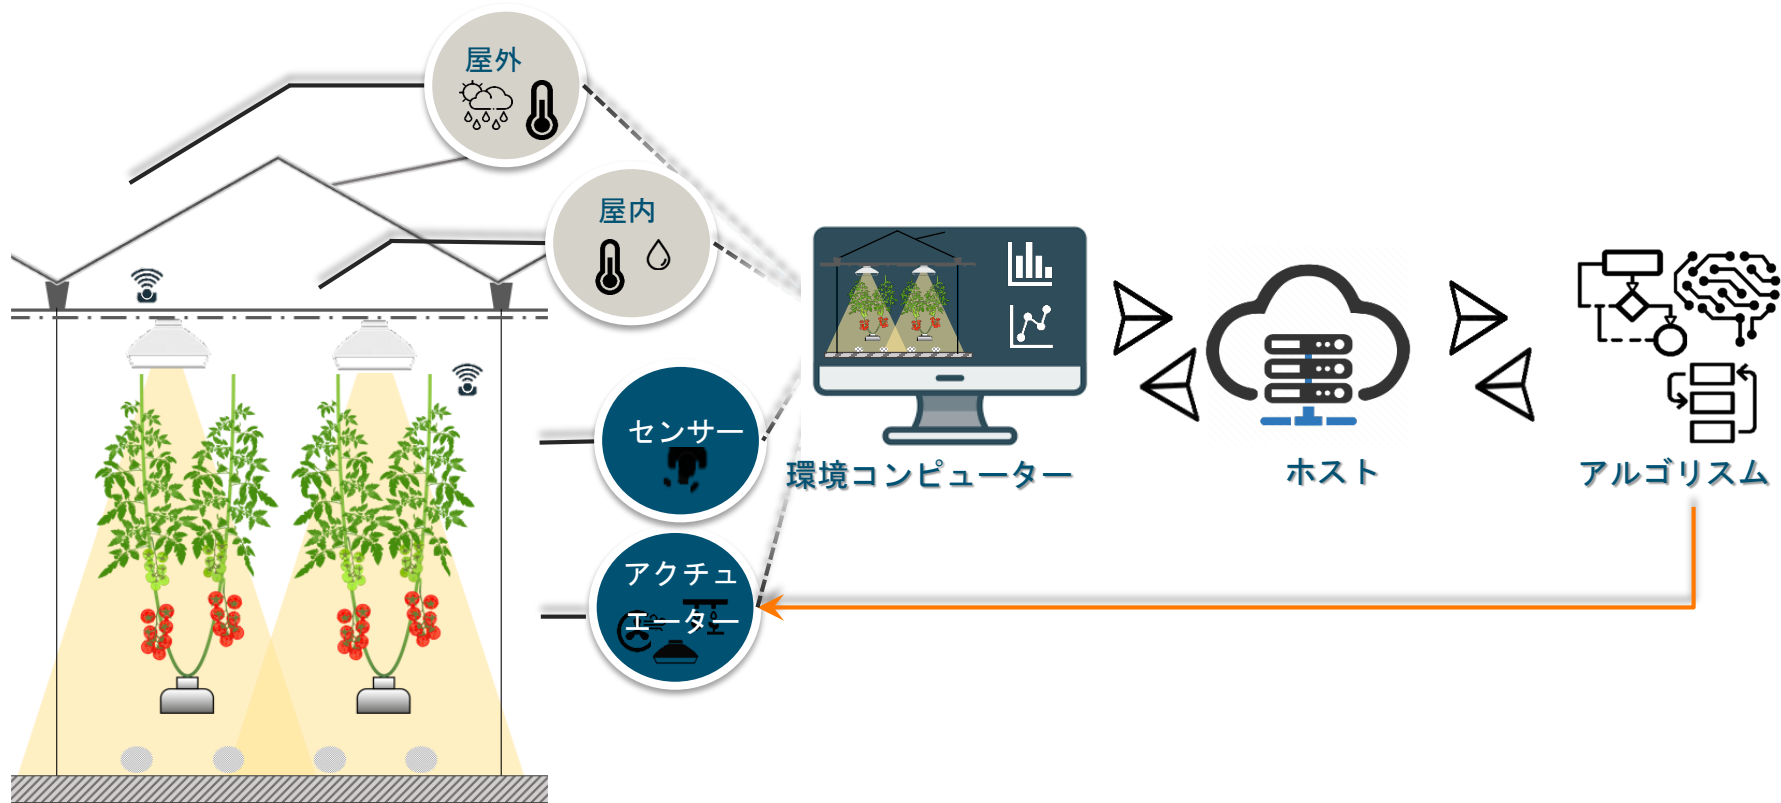 屋外
屋内
センサー
アクチュ
エーター
環境コンピューター
ホスト
アルゴリスム